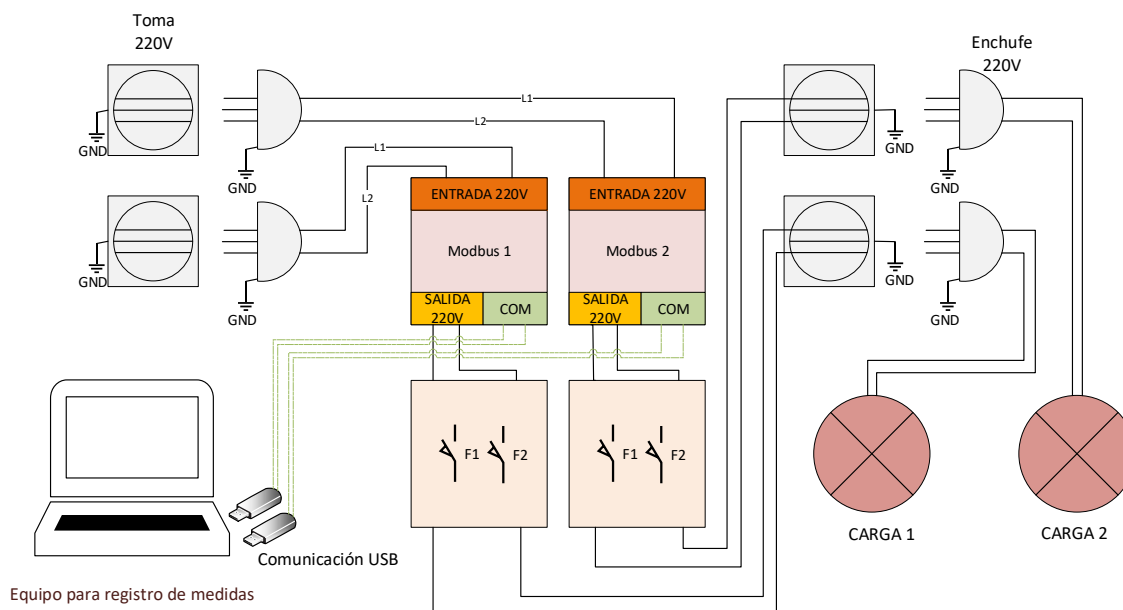 Toma
220V
Enchufe
220V
GND
GND
L1
L2
GND
GND
L1
L2
GND
GND
GND
GND
ENTRADA 220V
ENTRADA 220V
Modbus 1
Modbus 2
SALIDA
220V
COM
SALIDA
220V
COM
F1
F2
F1
F2
CARGA 1
CARGA 2
Comunicación USB
Equipo para registro de medidas